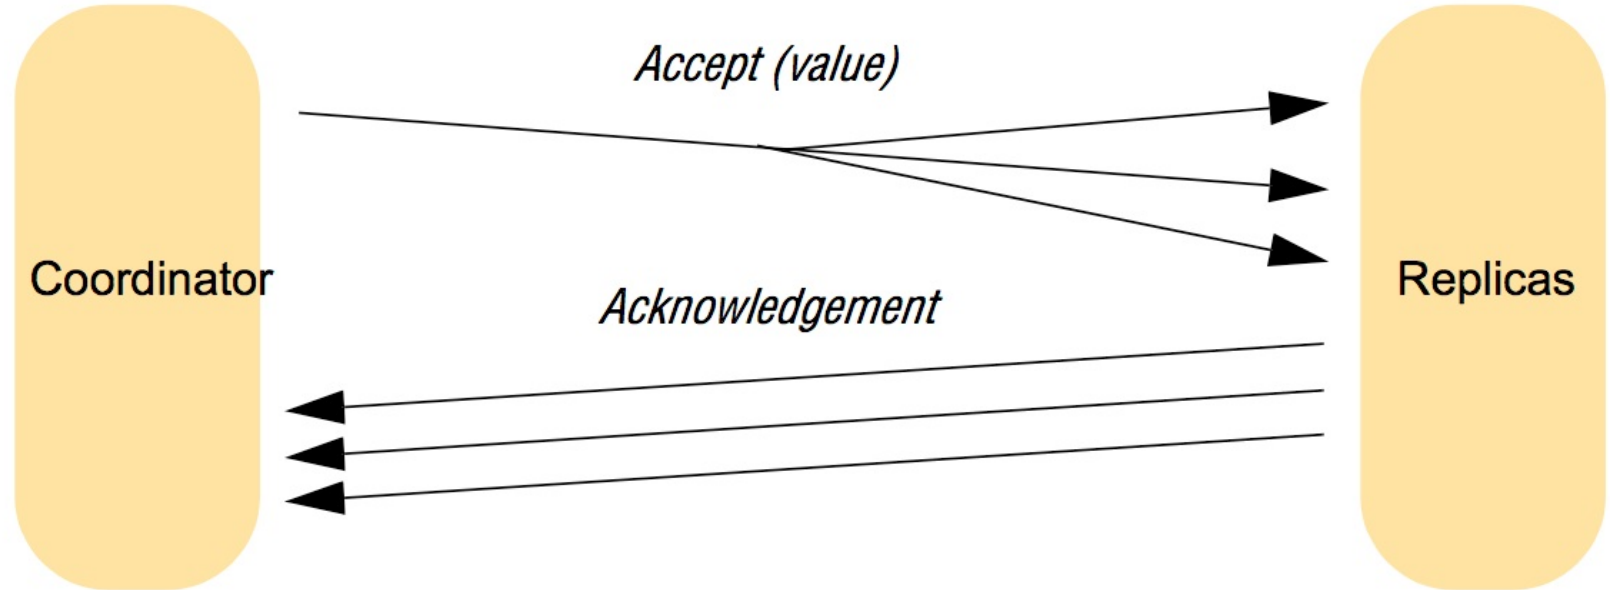 Accept (value)
Coordinator
Replicas
Acknowledgement